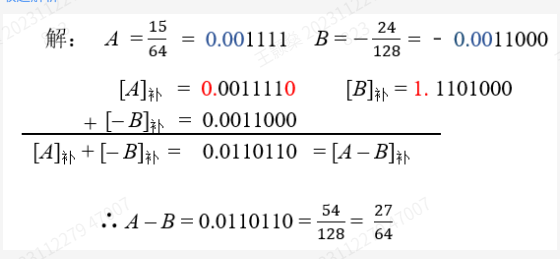 解： A = 15/64 = 0.001111 B = − 24/128 = - 0.0011000
[A]补 = 0.0011110 [B]补 = 1. 1101000
+ [−B]补 = 0.0011000
[A]补 + [−B]补 = 0.0110110 = [A − B]补
∴ A − B = 0.0110110 = 54/128 = 27/64